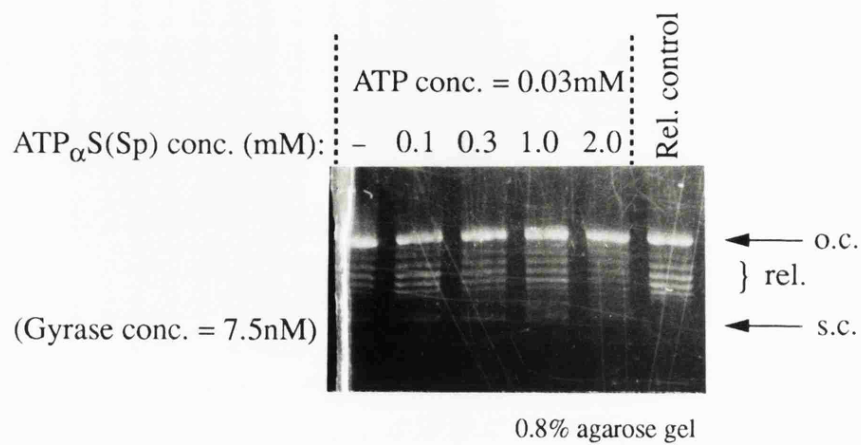 ATP conc. = 0.03mM
Rel. control
ATPαS(Sp) conc. (mM): – 0.1 0.3 1.0 2.0
o.c.
} rel.
(Gyrase conc. = 7.5nM)
s.c.
0.8% agarose gel